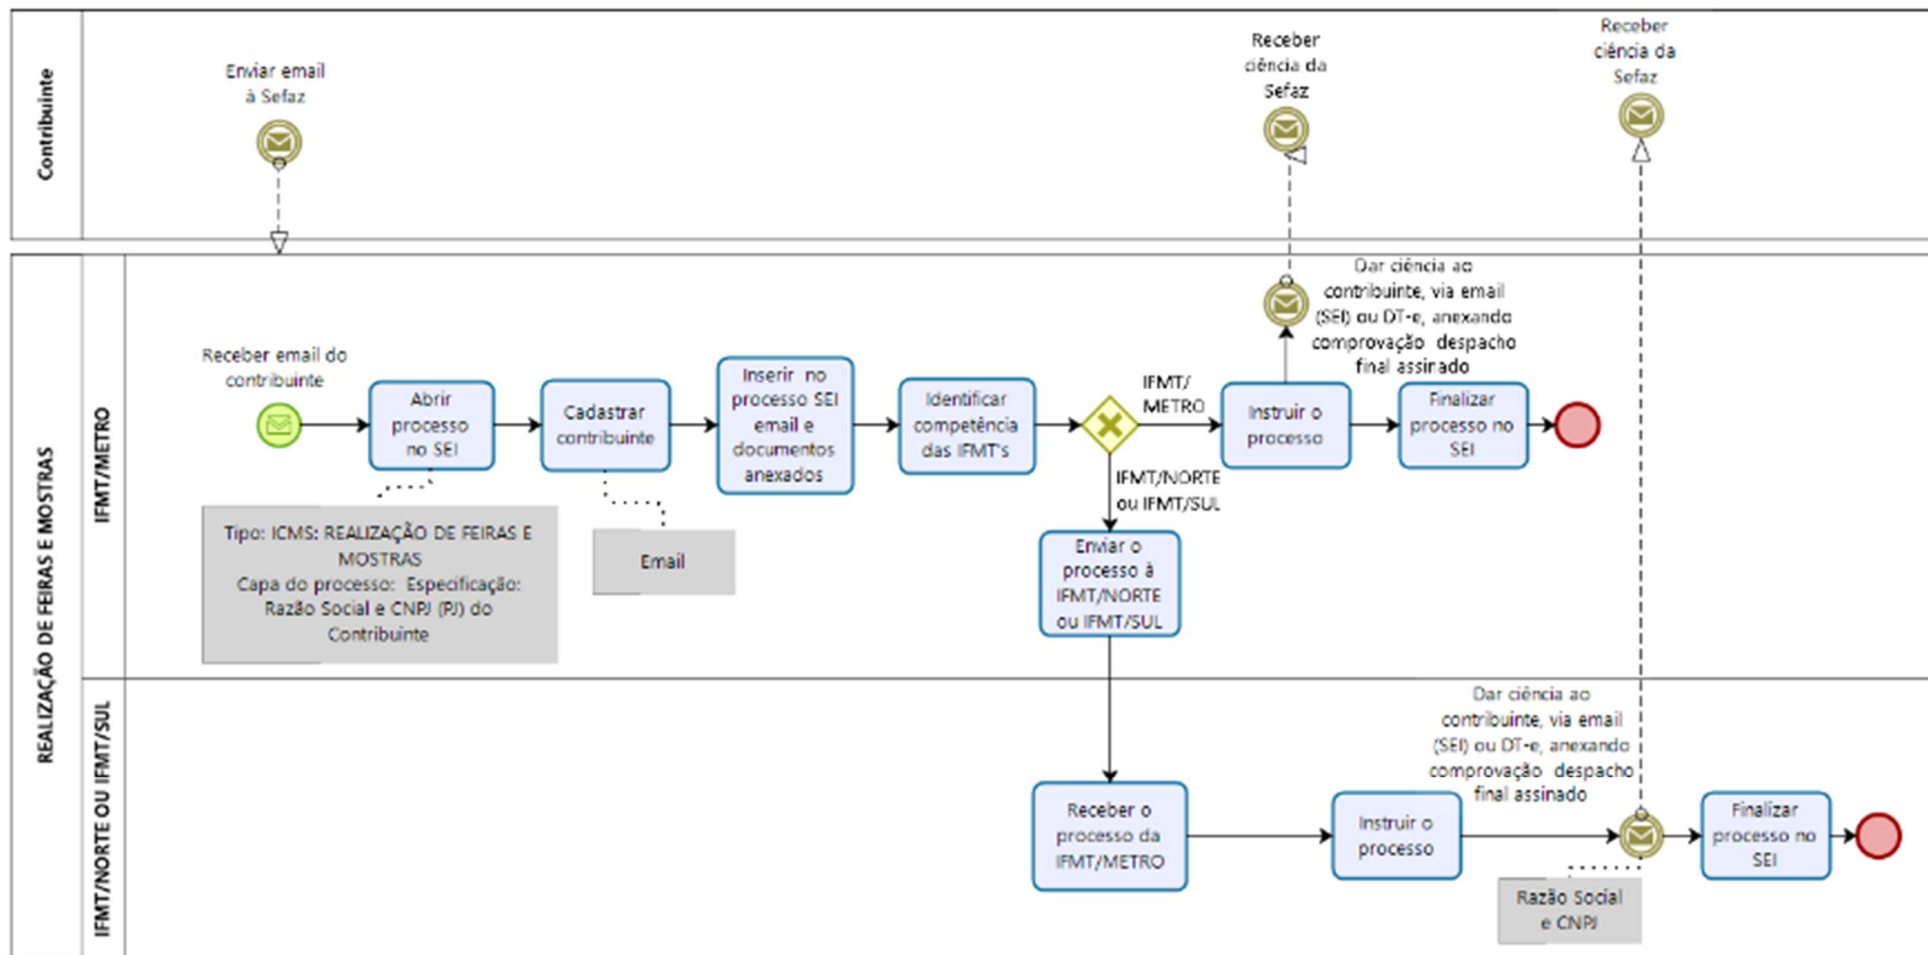 Contribuinte
Enviar email
à Sefaz
Receber
ciência da
Sefaz
Receber
ciência da
Sefaz
REALIZAÇÃO DE FEIRAS E MOSTRAS
IFMT/METRO
Receber email do
contribuinte
Abrir
processo
no SEI
Cadastrar
contribuinte
Inserir no
processo SEI
email e
documentos
anexados
Identificar
competência
das IFMT's
IFMT/
METRO
Instruir o
processo
Dar ciência ao
contribuinte, via email
(SEI) ou DT-e, anexando
comprovação despacho
final assinado
Finalizar
processo no
SEI
IFMT/NORTE
ou IFMT/SUL
Tipo: ICMS: REALIZAÇÃO DE FEIRAS E
MOSTRAS
Capa do processo: Especificação:
Razão Social e CNPJ (PJ) do
Contribuinte
Email
Enviar o
processo à
IFMT/NORTE
ou IFMT/SUL
IFMT/NORTE OU IFMT/SUL
Receber o
processo da
IFMT/METRO
Instruir o
processo
Dar ciência ao
contribuinte, via email
(SEI) ou DT-e, anexando
comprovação despacho
final assinado
Finalizar
processo no
SEI
Razão Social
e CNPJ